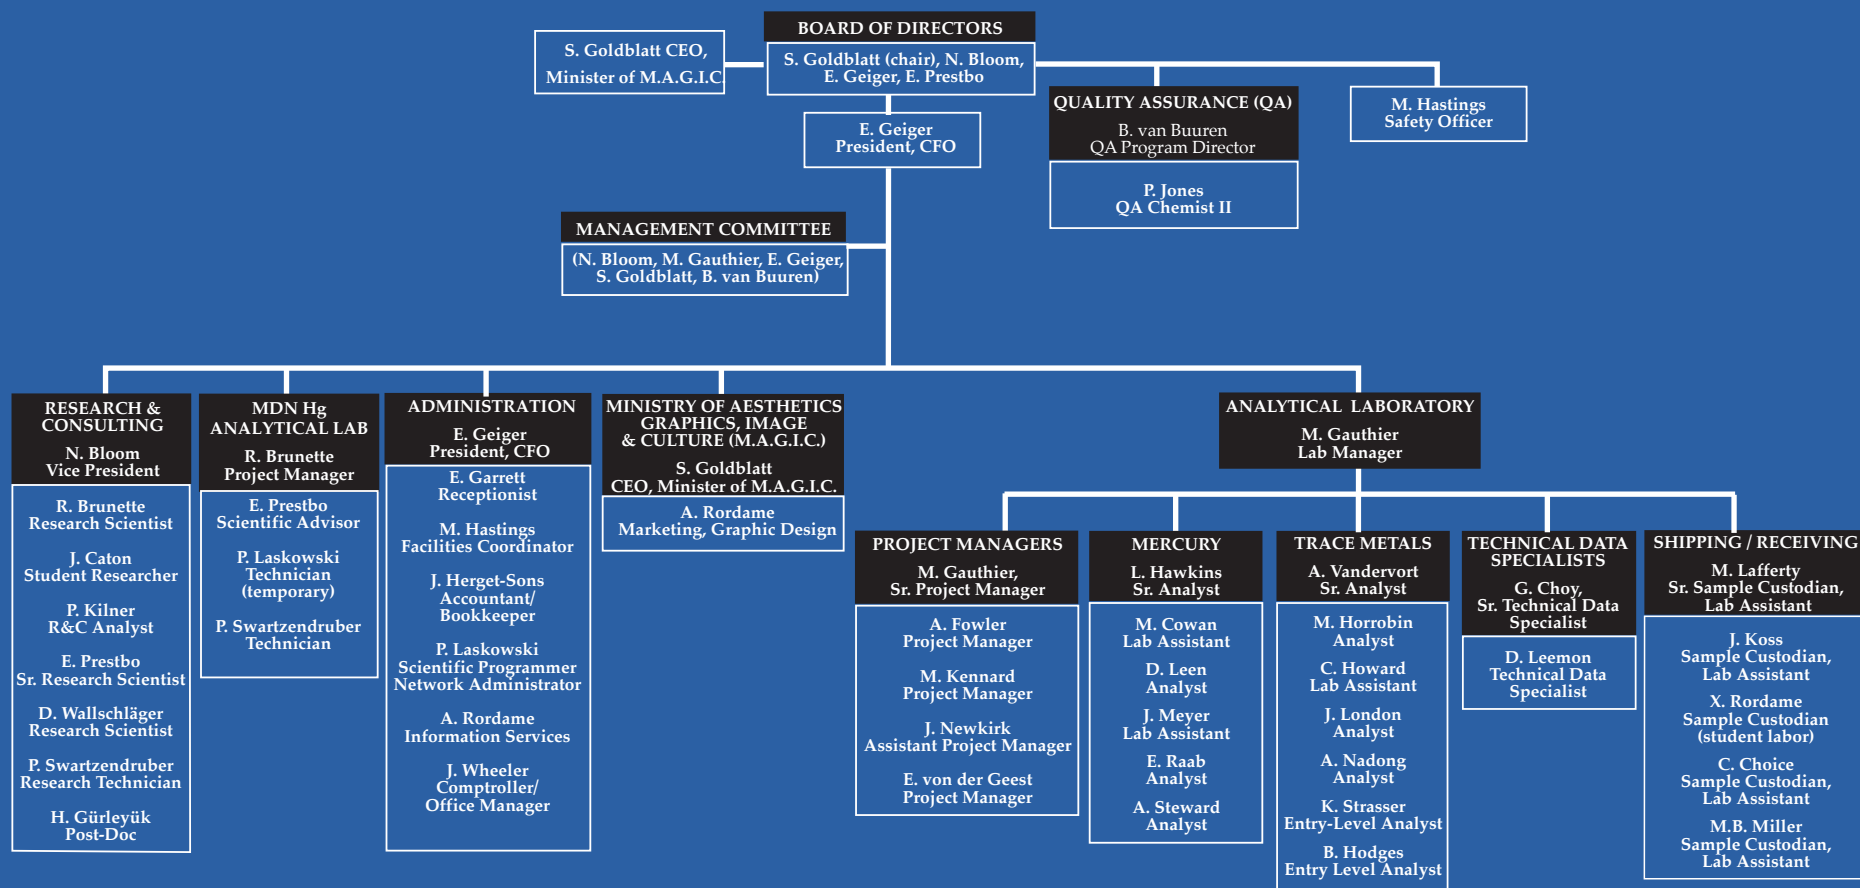 BOARD OF DIRECTORS
S. Goldblatt (chair), N. Bloom,
E. Geiger, E. Prestbo
S. Goldblatt CEO,
Minister of M.A.G.I.C.
E. Geiger
President, CFO
QUALITY ASSURANCE (QA)
B. van Buuren
QA Program Director
P. Jones
QA Chemist II
M. Hastings
Safety Officer
MANAGEMENT COMMITTEE
(N. Bloom, M. Gauthier, E. Geiger,
S. Goldblatt, B. van Buuren)
RESEARCH &
CONSULTING
N. Bloom
Vice President
R. Brunette
Research Scientist
J. Caton
Student Researcher
P. Kilner
R&C Analyst
E. Prestbo
Sr. Research Scientist
D. Wallschläger
Research Scientist
P. Swartzendruber
Research Technician
H. Gürleyük
Post-Doc
MDN Hg
ANALYTICAL LAB
R. Brunette
Project Manager
E. Prestbo
Scientific Advisor
P. Laskowski
Technician
(temporary)
P. Swartzendruber
Technician
ADMINISTRATION
E. Geiger
President, CFO
E. Garrett
Receptionist
M. Hastings
Facilities Coordinator
J. Herget-Sons
Accountant/
Bookkeeper
P. Laskowski
Scientific Programmer
Network Administrator
A. Rordame
Information Services
J. Wheeler
Comptroller/
Office Manager
MINISTRY OF AESTHETICS
GRAPHICS, IMAGE
& CULTURE (M.A.G.I.C.)
S. Goldblatt
CEO, Minister of M.A.G.I.C.
A. Rordame
Marketing, Graphic Design
ANALYTICAL LABORATORY
M. Gauthier
Lab Manager
PROJECT MANAGERS
M. Gauthier,
Sr. Project Manager
A. Fowler
Project Manager
M. Kennard
Project Manager
J. Newkirk
Assistant Project Manager
E. von der Geest
Project Manager
MERCURY
L. Hawkins
Sr. Analyst
M. Cowan
Lab Assistant
D. Leen
Analyst
J. Meyer
Lab Assistant
E. Raab
Analyst
A. Steward
Analyst
TRACE METALS
A. Vandervort
Sr. Analyst
M. Horrobin
Analyst
C. Howard
Lab Assistant
J. London
Analyst
A. Nadong
Analyst
K. Strasser
Entry-Level Analyst
B. Hodges
Entry Level Analyst
TECHNICAL DATA
SPECIALISTS
G. Choy,
Sr. Technical Data
Specialist
D. Leemon
Technical Data
Specialist
SHIPPING / RECEIVING
M. Lafferty
Sr. Sample Custodian,
Lab Assistant
J. Koss
Sample Custodian,
Lab Assistant
X. Rordame
Sample Custodian
(student labor)
C. Choice
Sample Custodian,
Lab Assistant
M.B. Miller
Sample Custodian,
Lab Assistant